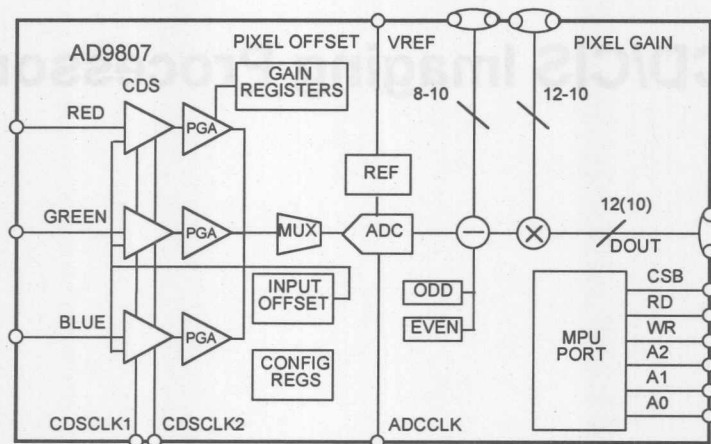 AD9807
PIXEL OFFSET
VREF
PIXEL GAIN
CDS
GAIN
REGISTERS
8-10
12-10
RED
PGA
REF
GREEN
PGA
MUX
ADC
12(10)
DOUT
INPUT
OFFSET
ODD
EVEN
MPU
PORT
CSB
RD
WR
A2
A1
A0
BLUE
PGA
CONFIG
REGS
CDSCLK1
CDSCLK2
ADCCLK